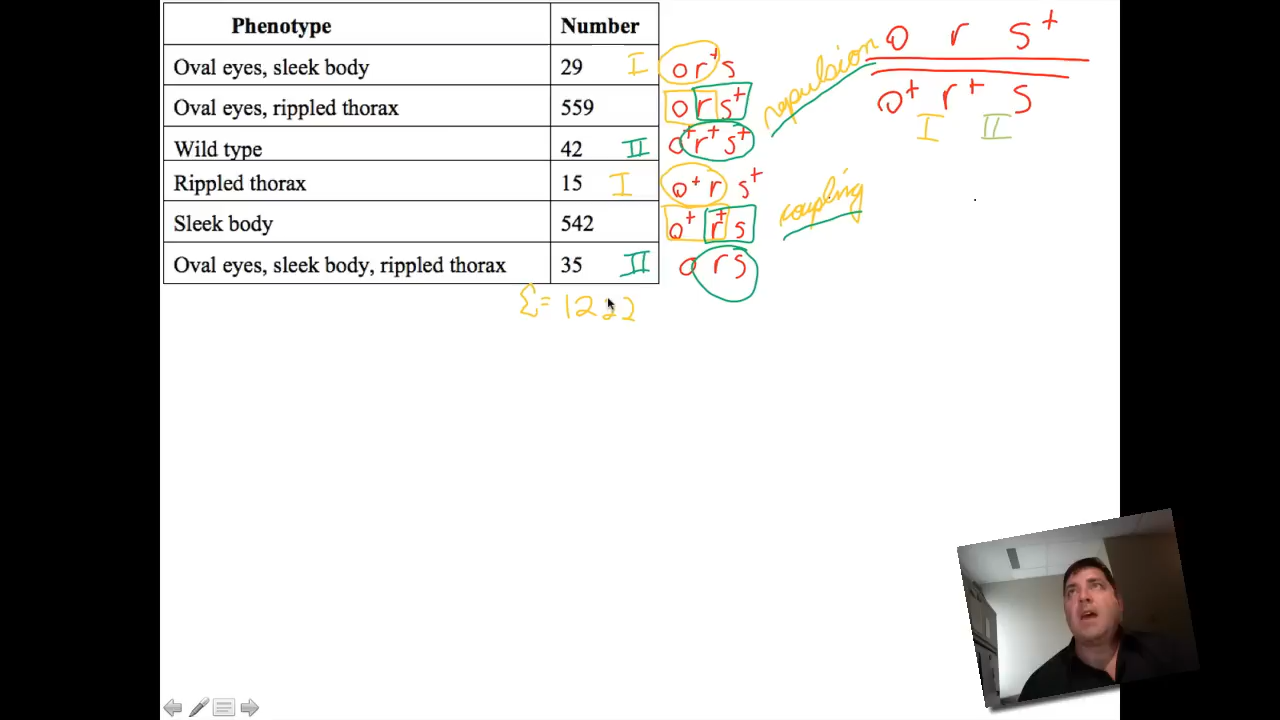 Phenotype Number
Oval eyes, sleek body 29 I o r+ s
Oval eyes, rippled thorax 559 o r s+
Wild type 42 II o+ r+ s+
Rippled thorax 15 I o+ r s+
Sleek body 542 o+ r+ s
Oval eyes, sleek body, rippled thorax 35 II o r s
Σ= 1222
repulsion
coupling
o r s+
o+ r+ s
I II